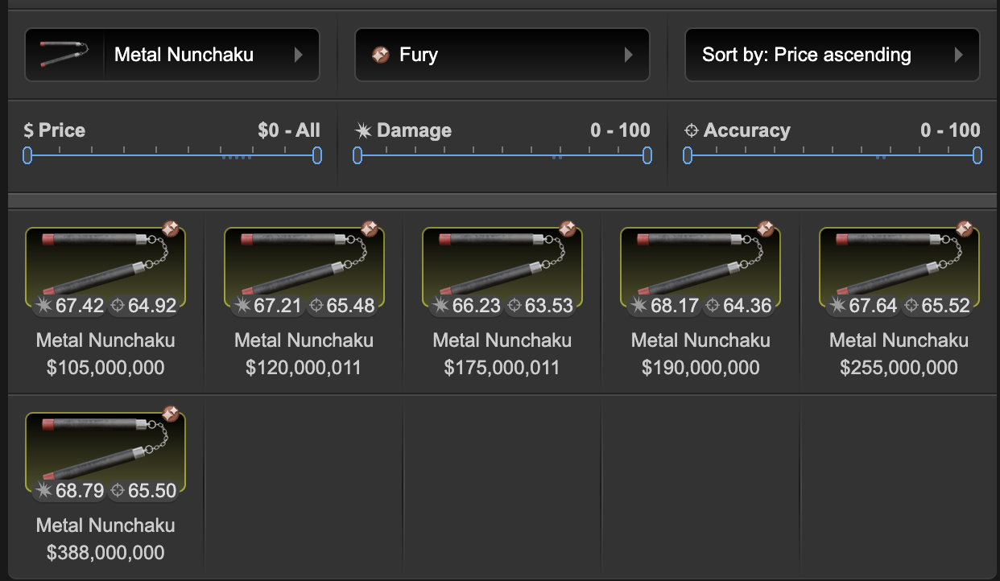 Metal Nunchaku
Fury
Sort by: Price ascending
$ Price $0 - All
Damage 0 - 100
Accuracy 0 - 100
67.42 64.92
Metal Nunchaku
$105,000,000
67.21 65.48
Metal Nunchaku
$120,000,011
66.23 63.53
Metal Nunchaku
$175,000,011
68.17 64.36
Metal Nunchaku
$190,000,000
67.64 65.52
Metal Nunchaku
$255,000,000
68.79 65.50
Metal Nunchaku
$388,000,000